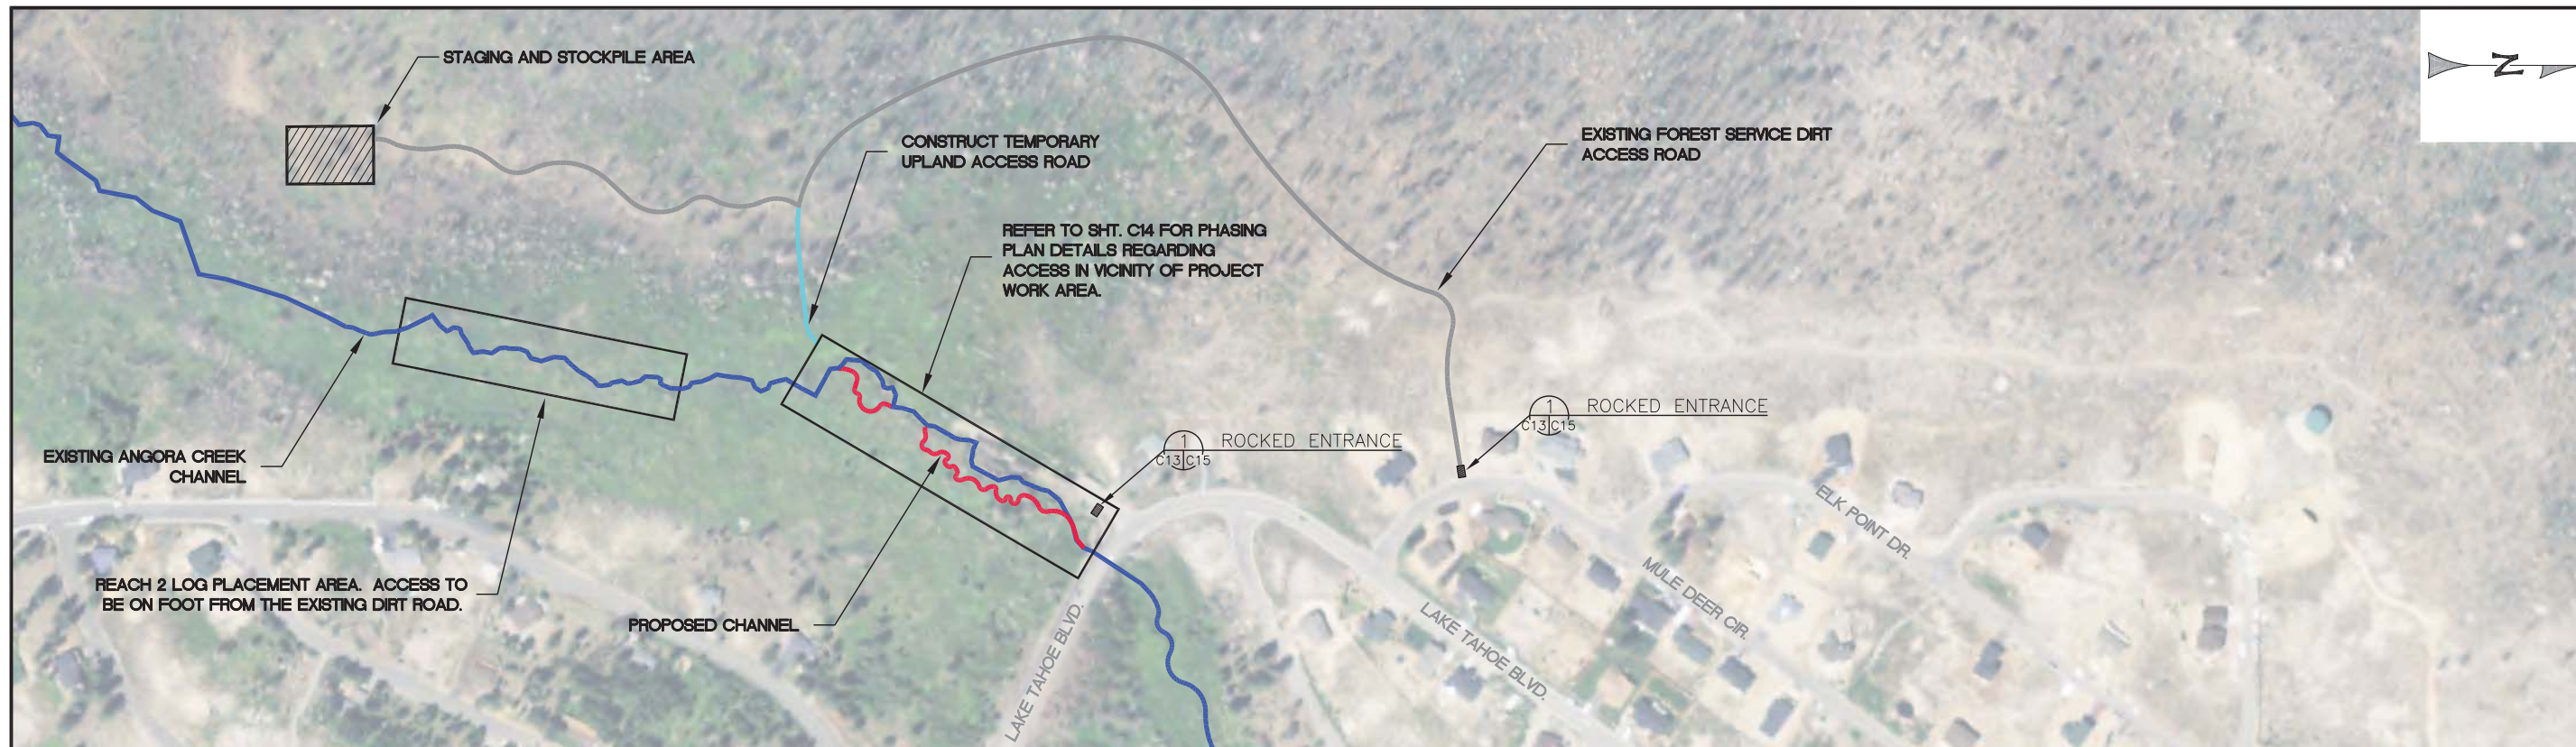 STAGING AND STOCKPILE AREA
CONSTRUCT TEMPORARY
UPLAND ACCESS ROAD
EXISTING FOREST SERVICE DIRT
ACCESS ROAD
REFER TO SHT. C14 FOR PHASING
PLAN DETAILS REGARDING
ACCESS IN VICINITY OF PROJECT
WORK AREA.
N
1
C13 C15
ROCKED ENTRANCE
1
C13 C15
ROCKED ENTRANCE
EXISTING ANGORA CREEK
CHANNEL
REACH 2 LOG PLACEMENT AREA. ACCESS TO
BE ON FOOT FROM THE EXISTING DIRT ROAD.
PROPOSED CHANNEL
LAKE TAHOE BLVD.
LAKE TAHOE BLVD.
MULE DEER CIR.
ELK POINT DR.